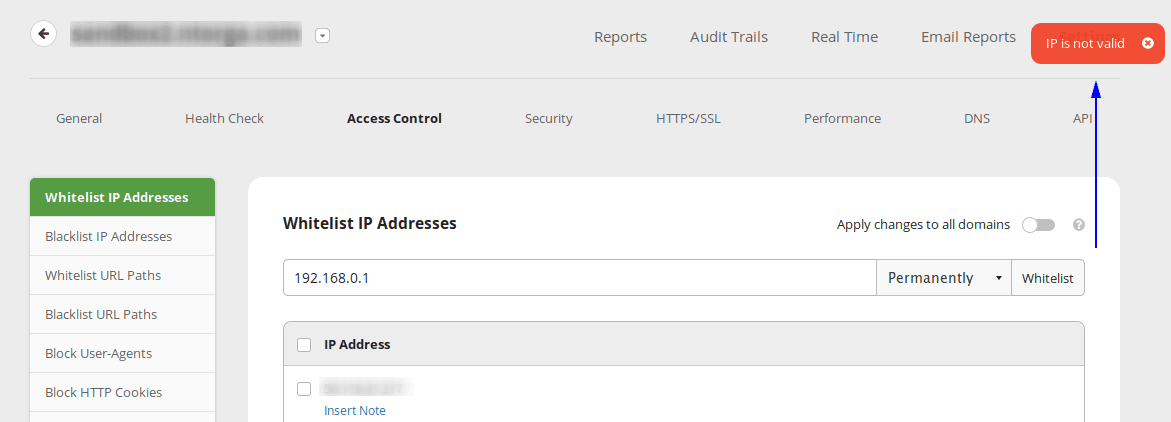 Reports Audit Trails Real Time Email Reports
IP is not valid
General Health Check Access Control Security HTTPS/SSL Performance DNS API
Whitelist IP Addresses
Blacklist IP Addresses
Whitelist URL Paths
Blacklist URL Paths
Block User-Agents
Block HTTP Cookies
Whitelist IP Addresses
Apply changes to all domains ?
192.168.0.1 Permanently Whitelist
IP Address
Insert Note